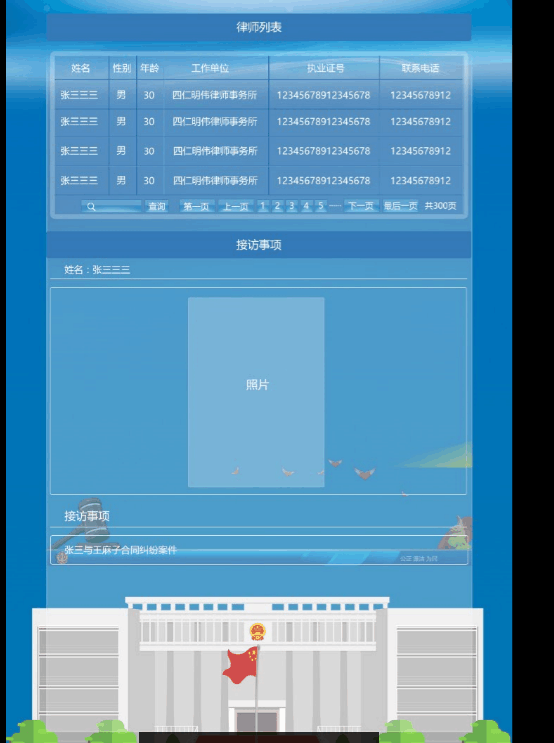 律师列表
姓名 性别 年龄 工作单位 执业证号 联系电话
张三三三 男 30 四仁明伟律师事务所 12345678912345678 12345678912
张三三三 男 30 四仁明伟律师事务所 12345678912345678 12345678912
张三三三 男 30 四仁明伟律师事务所 12345678912345678 12345678912
张三三三 男 30 四仁明伟律师事务所 12345678912345678 12345678912
查询 第一页 上一页 1 2 3 4 5 ---- 下一页 最后一页 共300页
接访事项
姓名：张三三三
照片
接访事项
张三与王麻子合同纠纷案件